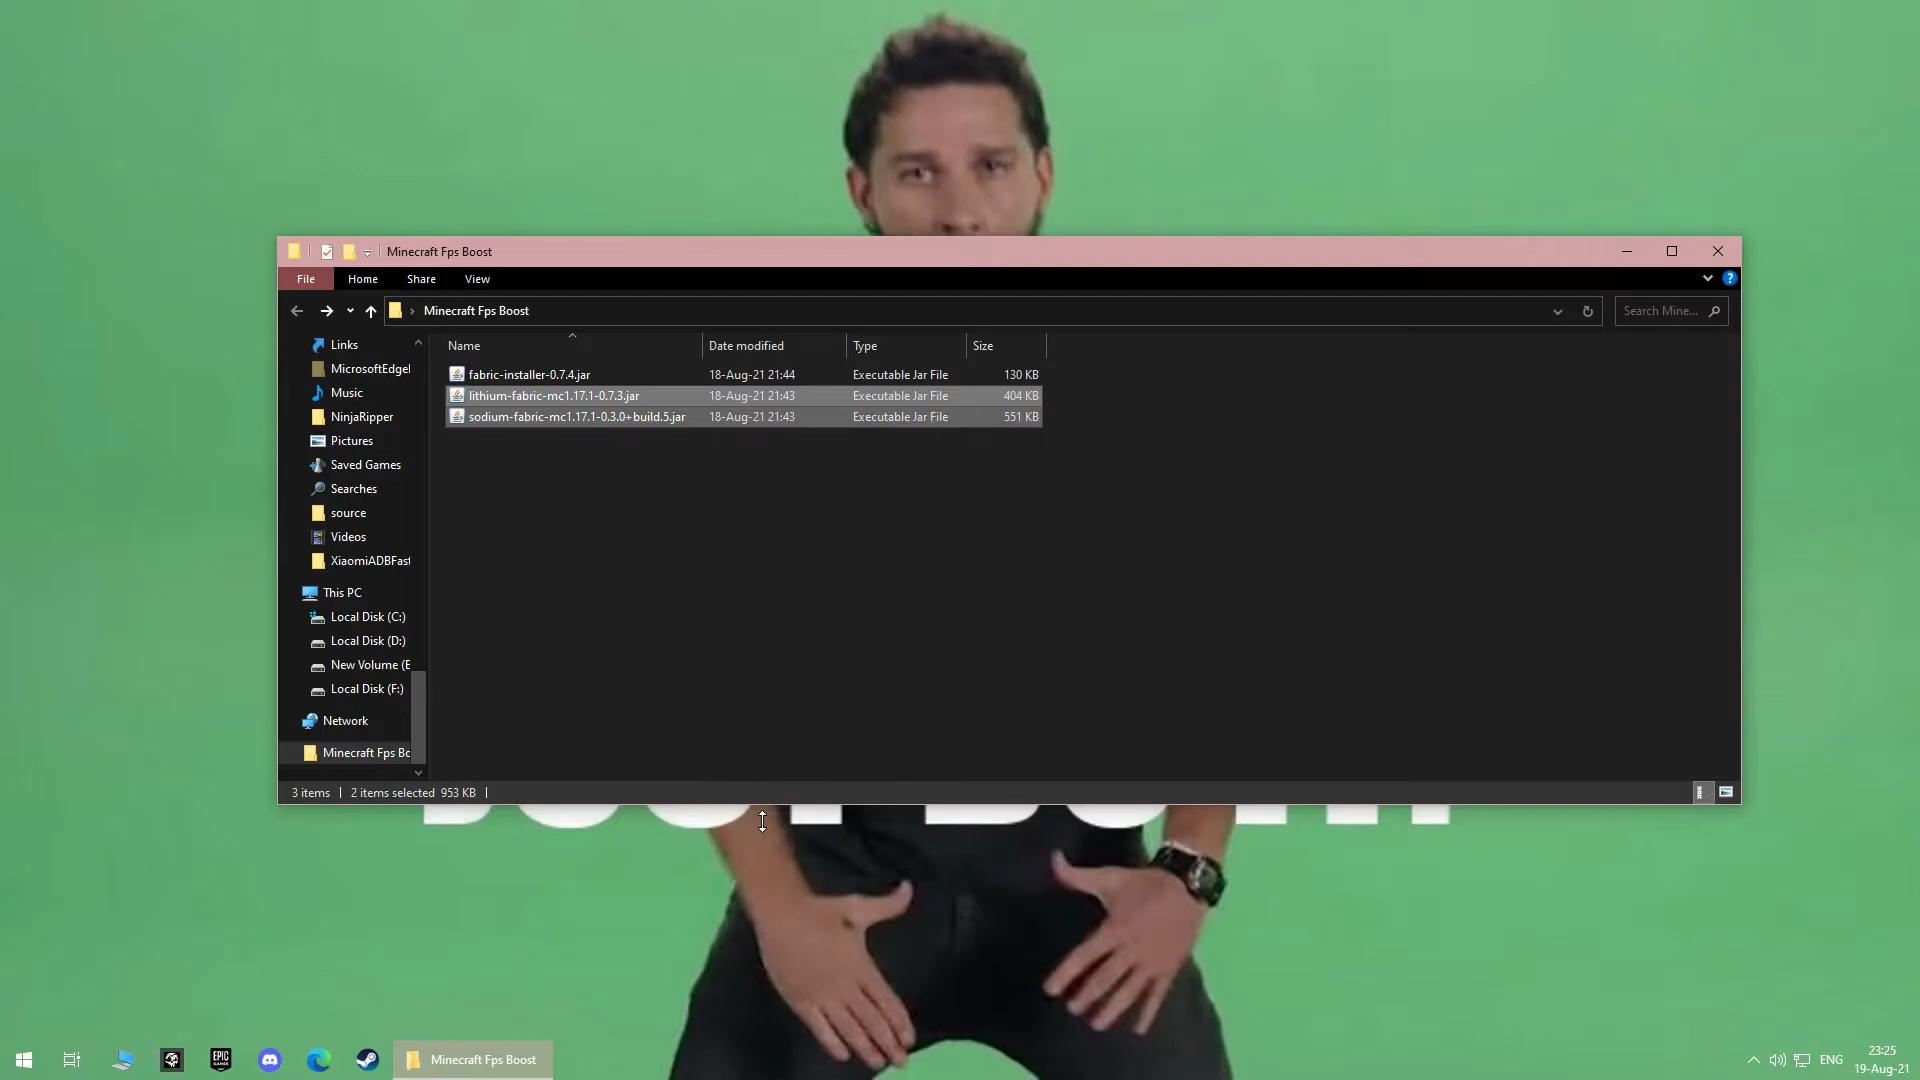 Minecraft Fps Boost
File Home Share View
Minecraft Fps Boost
Search Mine...
Name Date modified Type Size
fabric-installer-0.7.4.jar 18-Aug-21 21:44 Executable Jar File 130 KB
lithium-fabric-mc1.17.1-0.7.3.jar 18-Aug-21 21:43 Executable Jar File 404 KB
sodium-fabric-mc1.17.1-0.3.0+build.5.jar 18-Aug-21 21:43 Executable Jar File 551 KB
Links
MicrosoftEdgeI
Music
NinjaRipper
Pictures
Saved Games
Searches
source
Videos
XiaomiADBFast
This PC
Local Disk (C:)
Local Disk (D:)
New Volume (E
Local Disk (F:)
Network
Minecraft Fps Bo
3 items 2 items selected 953 KB
EPIC
GAMES
Minecraft Fps Boost
ENG
23:25
19-Aug-21